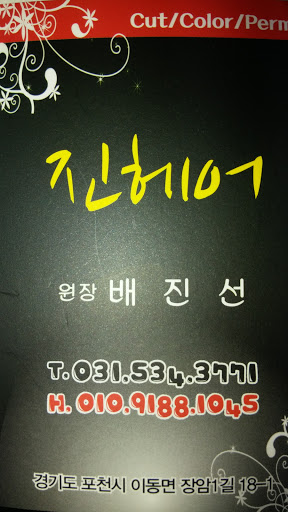 Cut/Color/Perm
진헤어
원장 배 진 선
T. 031.534.3771
H. 010.9188.1045
경기도 포천시 이동면 장암1길 18-1